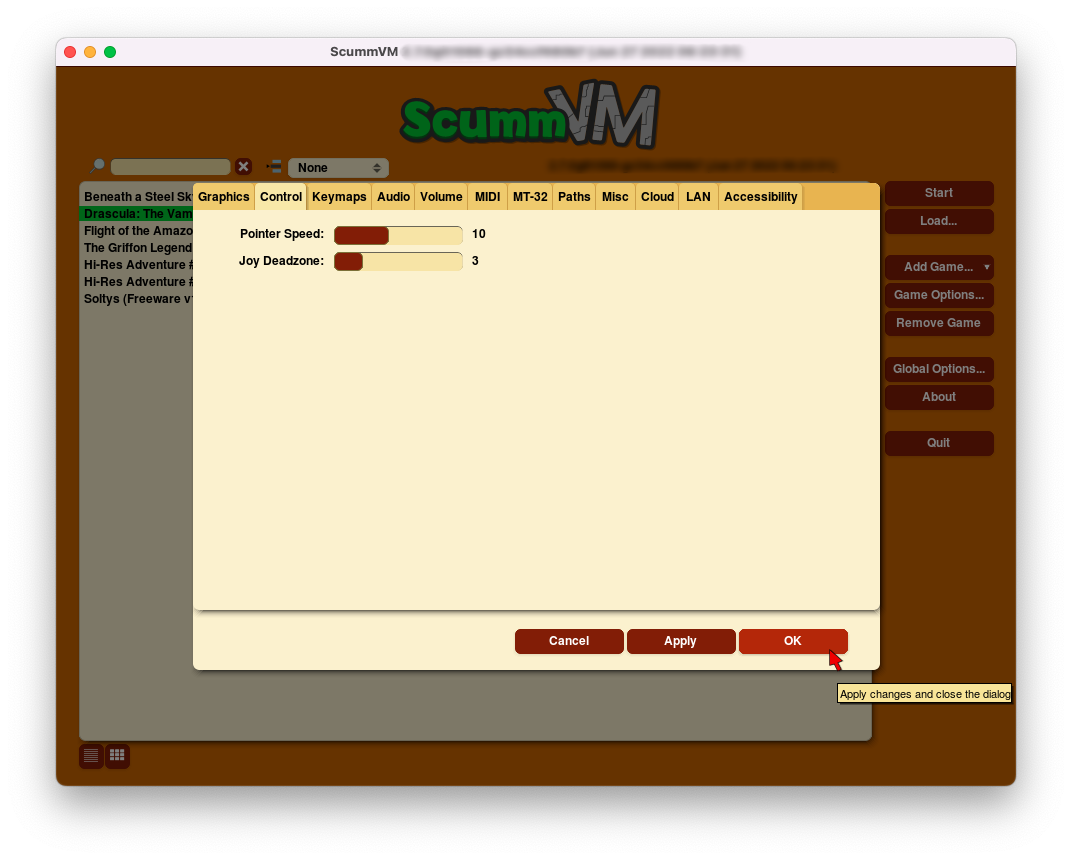 ScummVM
ScummVM
None
Beneath a Steel Sk
Drascula: The Vam
Flight of the Amazo
The Griffon Legend
Hi-Res Adventure #
Hi-Res Adventure #
Soltys (Freeware v
Graphics Control Keymaps Audio Volume MIDI MT-32 Paths Misc Cloud LAN Accessibility
Pointer Speed: 10
Joy Deadzone: 3
Cancel Apply OK
Apply changes and close the dialog
Start
Load...
Add Game...
Game Options...
Remove Game
Global Options...
About
Quit